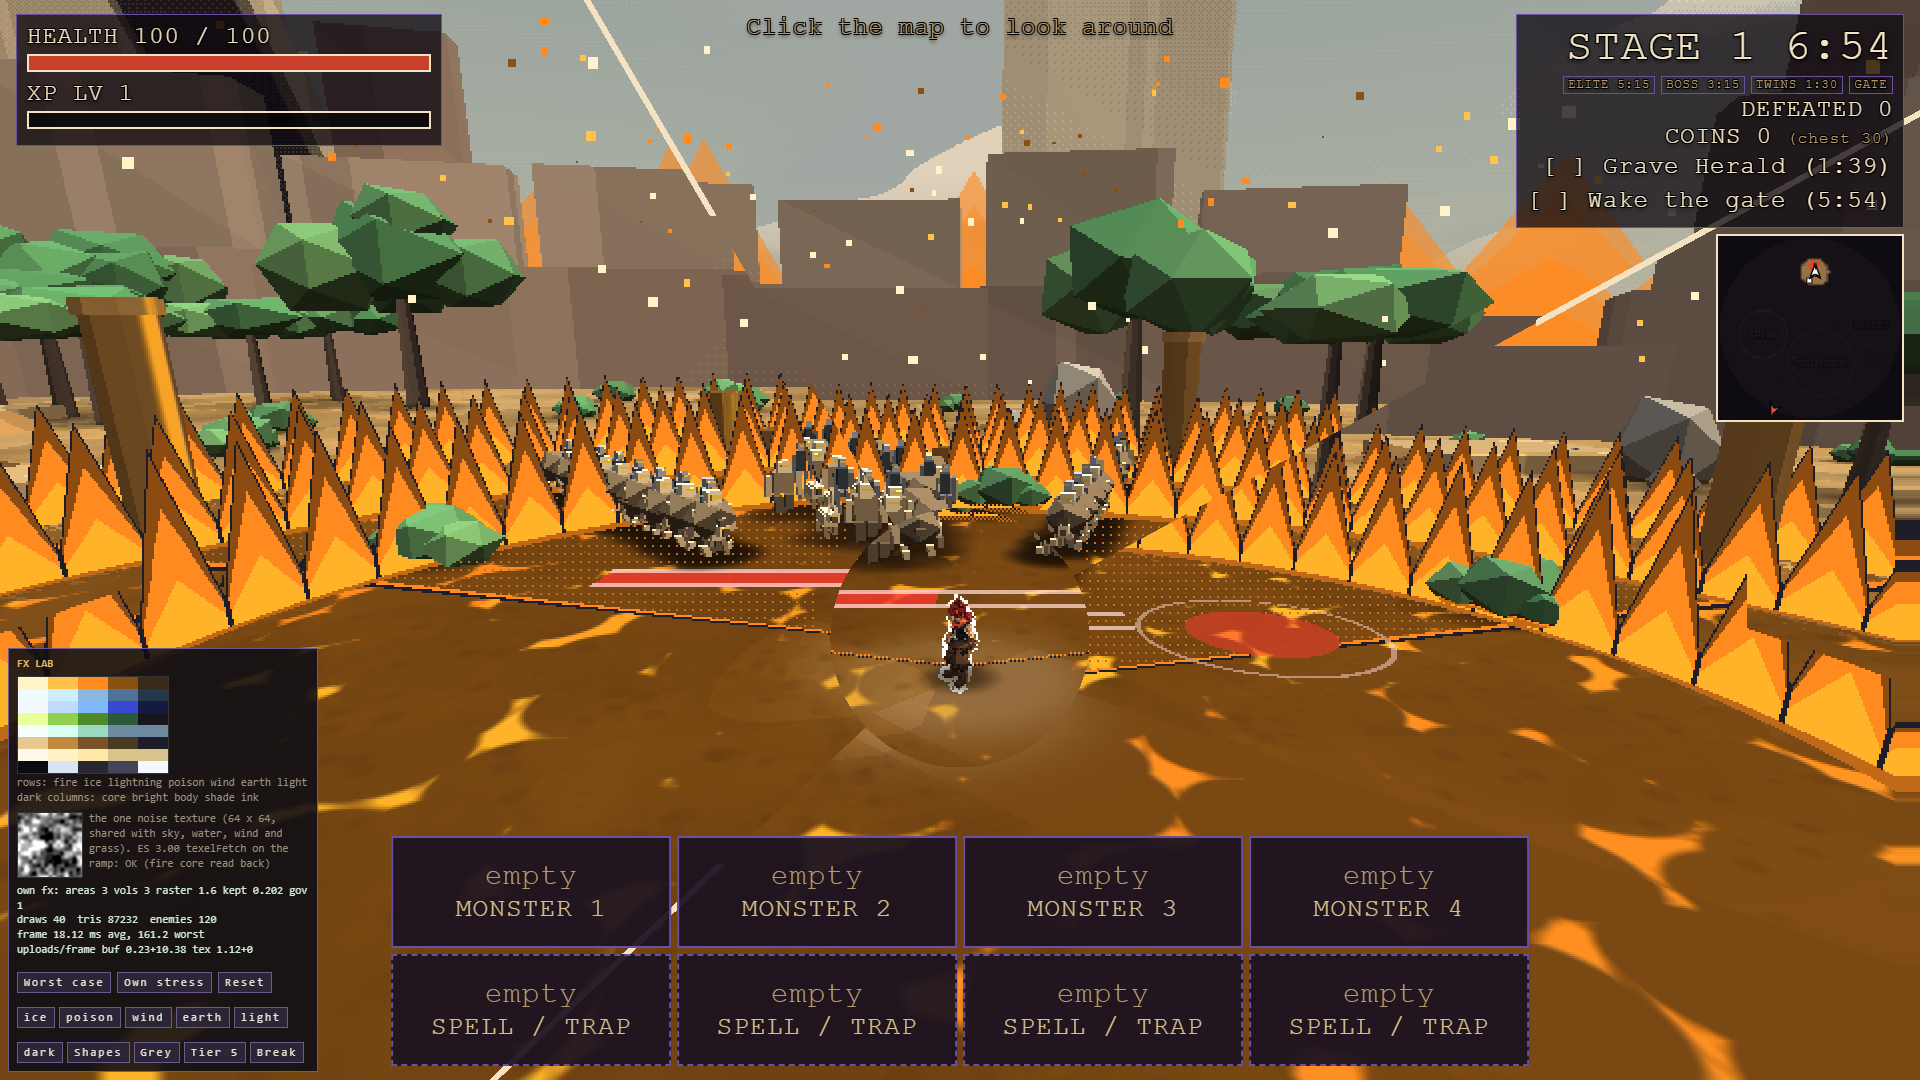 HEALTH 100 / 100
XP LV 1
Click the map to look around
STAGE 1 6:54
ELITE 5:15 BOSS 3:15 TWINS 1:30 GATE
DEFEATED 0
COINS 0 (chest 30)
[ ] Grave Herald (1:39)
[ ] Wake the gate (5:54)
FX LAB
rows: fire ice lightning poison wind earth light
dark columns: core bright body shade ink
the one noise texture (64 x 64,
shared with sky, water, wind and
grass). ES 3.00 texelFetch on the
ramp: OK (fire core read back)
own fx: areas 3 vols 3 raster 1.6 kept 0.202 gov
1
draws 40 tris 87232 enemies 120
frame 18.12 ms avg, 161.2 worst
uploads/frame buf 0.23+10.38 tex 1.12+0
Worst case Own stress Reset
ice poison wind earth light
dark Shapes Grey Tier 5 Break
empty
MONSTER 1
empty
MONSTER 2
empty
MONSTER 3
empty
MONSTER 4
empty
SPELL / TRAP
empty
SPELL / TRAP
empty
SPELL / TRAP
empty
SPELL / TRAP